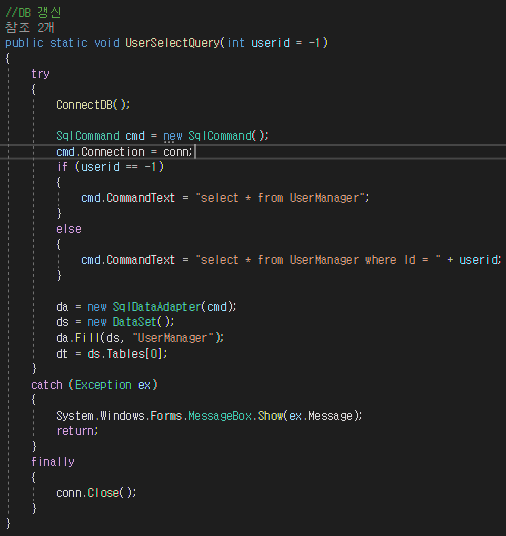 //DB 갱신
참조 2개
public static void UserSelectQuery(int userid = -1)
{
    try
    {
        ConnectDB();

        SqlCommand cmd = new SqlCommand();
        cmd.Connection = conn;
        if (userid == -1)
        {
            cmd.CommandText = "select * from UserManager";
        }
        else
        {
            cmd.CommandText = "select * from UserManager where Id = " + userid;
        }

        da = new SqlDataAdapter(cmd);
        ds = new DataSet();
        da.Fill(ds, "UserManager");
        dt = ds.Tables[0];
    }
    catch (Exception ex)
    {
        System.Windows.Forms.MessageBox.Show(ex.Message);
        return;
    }
    finally
    {
        conn.Close();
    }
}